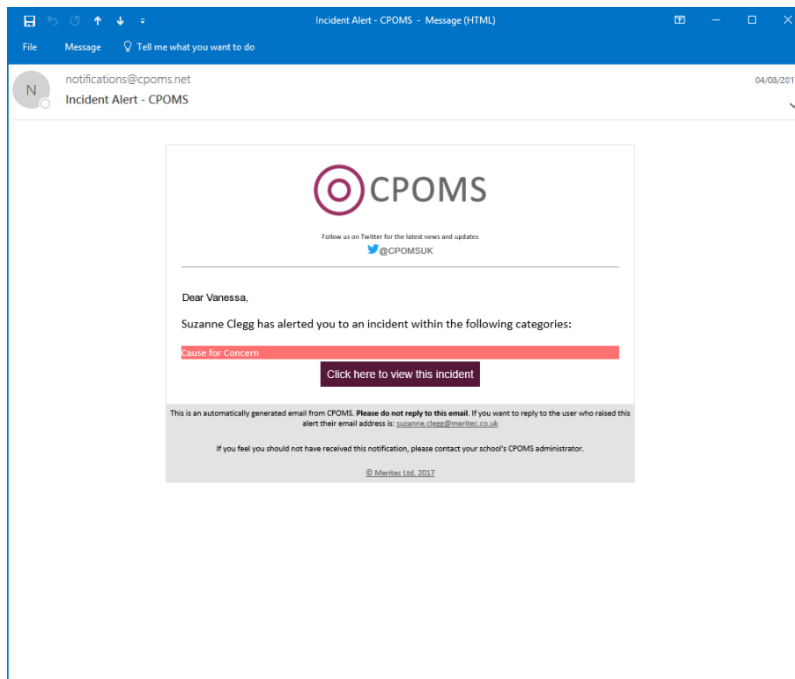 Incident Alert - CPOMS - Message (HTML)
File Message Tell me what you want to do
N
notifications@cpoms.net
04/08/201
Incident Alert - CPOMS
CPOMS
Follow us on Twitter for the latest news and updates
@CPOMSUK
Dear Vanessa,
Suzanne Clegg has alerted you to an incident within the following categories:
Cause for Concern
Click here to view this incident
This is an automatically generated email from CPOMS. Please do not reply to this email. If you want to reply to the user who raised this
alert their email address is: suzanne.clegg@meritec.co.uk
If you feel you should not have received this notification, please contact your school's CPOMS administrator.
© Meritec Ltd. 2017